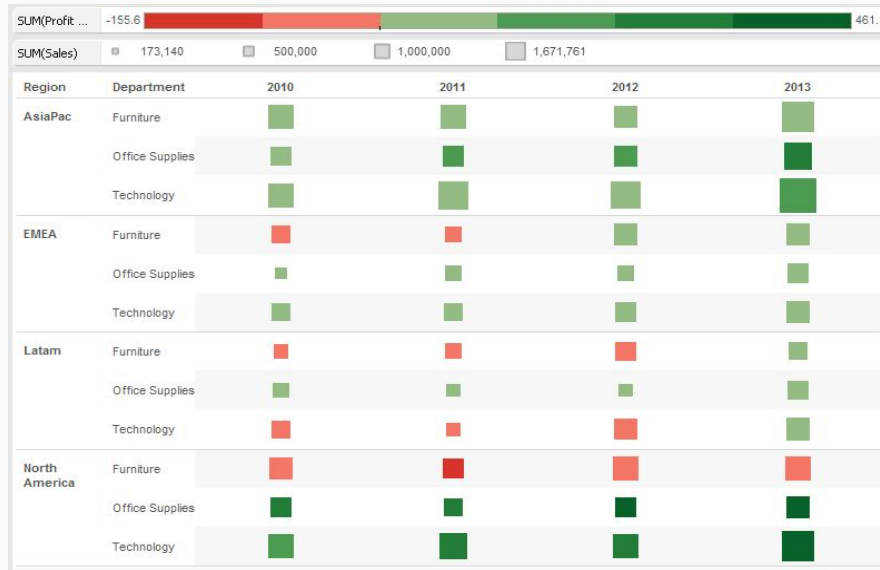 SUM(Profit ... -155.6 461.
SUM(Sales) 173,140 500,000 1,000,000 1,671,761
Region Department 2010 2011 2012 2013
AsiaPac Furniture
Office Supplies
Technology
EMEA Furniture
Office Supplies
Technology
Latam Furniture
Office Supplies
Technology
North America Furniture
Office Supplies
Technology